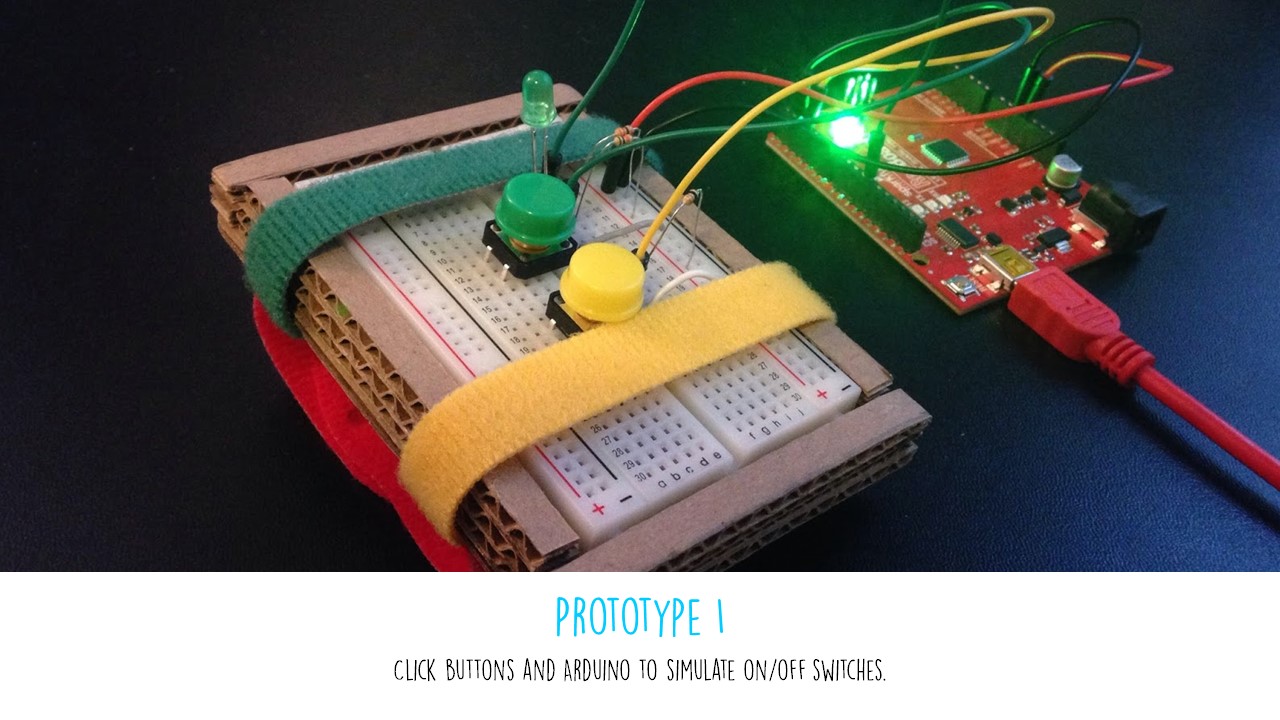 PROTOTYPE 1
CLICK BUTTONS AND ARDUINO TO SIMULATE ON/OFF SWITCHES.